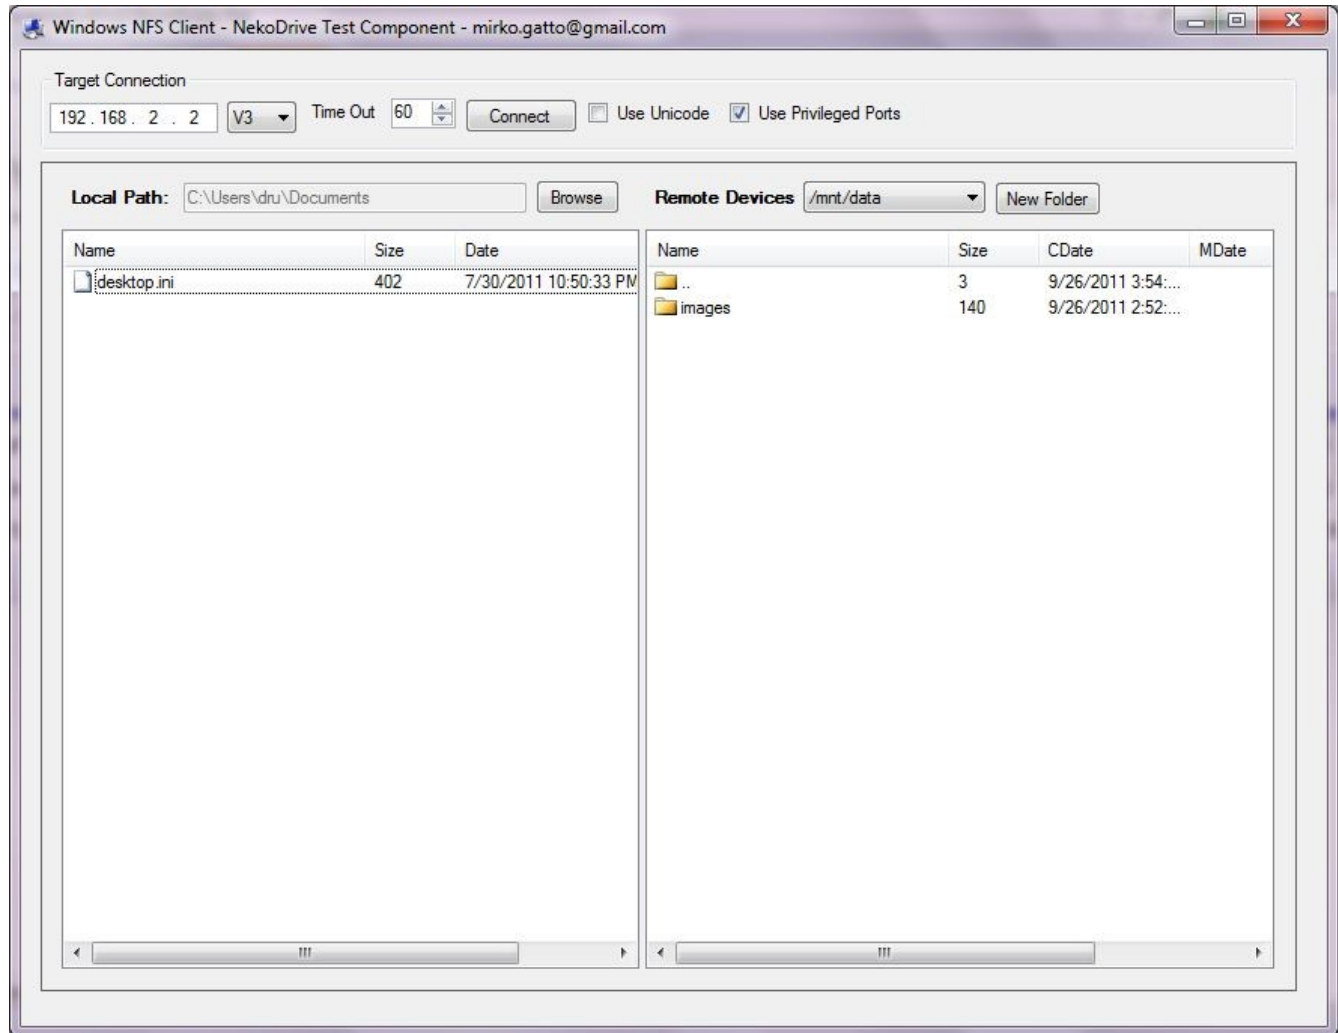 Windows NFS Client - NekoDrive Test Component - mirko.gatto@gmail.com
Target Connection
192 . 168 . 2 . 2 V3 Time Out 60 Connect Use Unicode Use Privileged Ports
Local Path: C:\Users\dru\Documents Browse Remote Devices /mnt/data New Folder
Name Size Date Name Size CDate MDate
desktop.ini 402 7/30/2011 10:50:33 PM .. 3 9/26/2011 3:54:...
images 140 9/26/2011 2:52:...